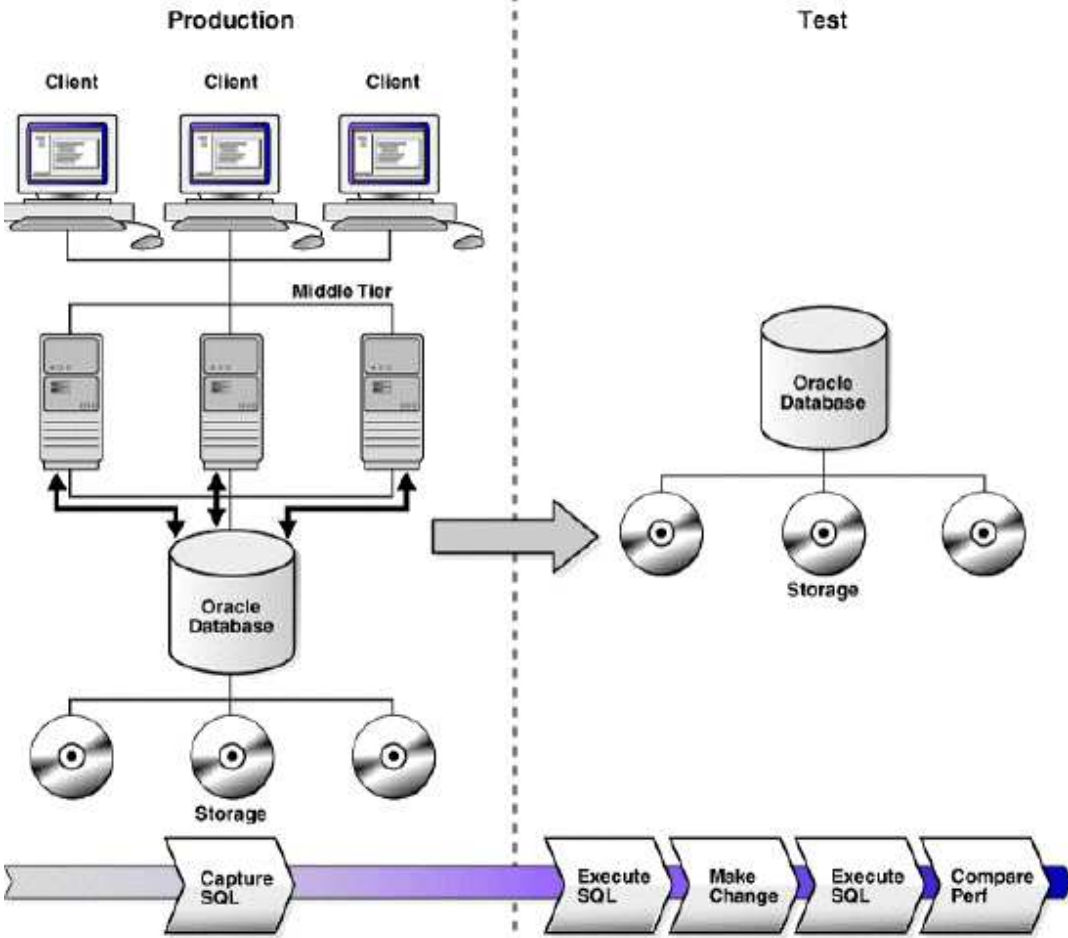 Production
Test
Client
Client
Client
Middle Tier
Oracle
Database
Storage
Oracle
Database
Storage
Capture
SQL
Execute
SQL
Make
Change
Execute
SQL
Compare
Perf